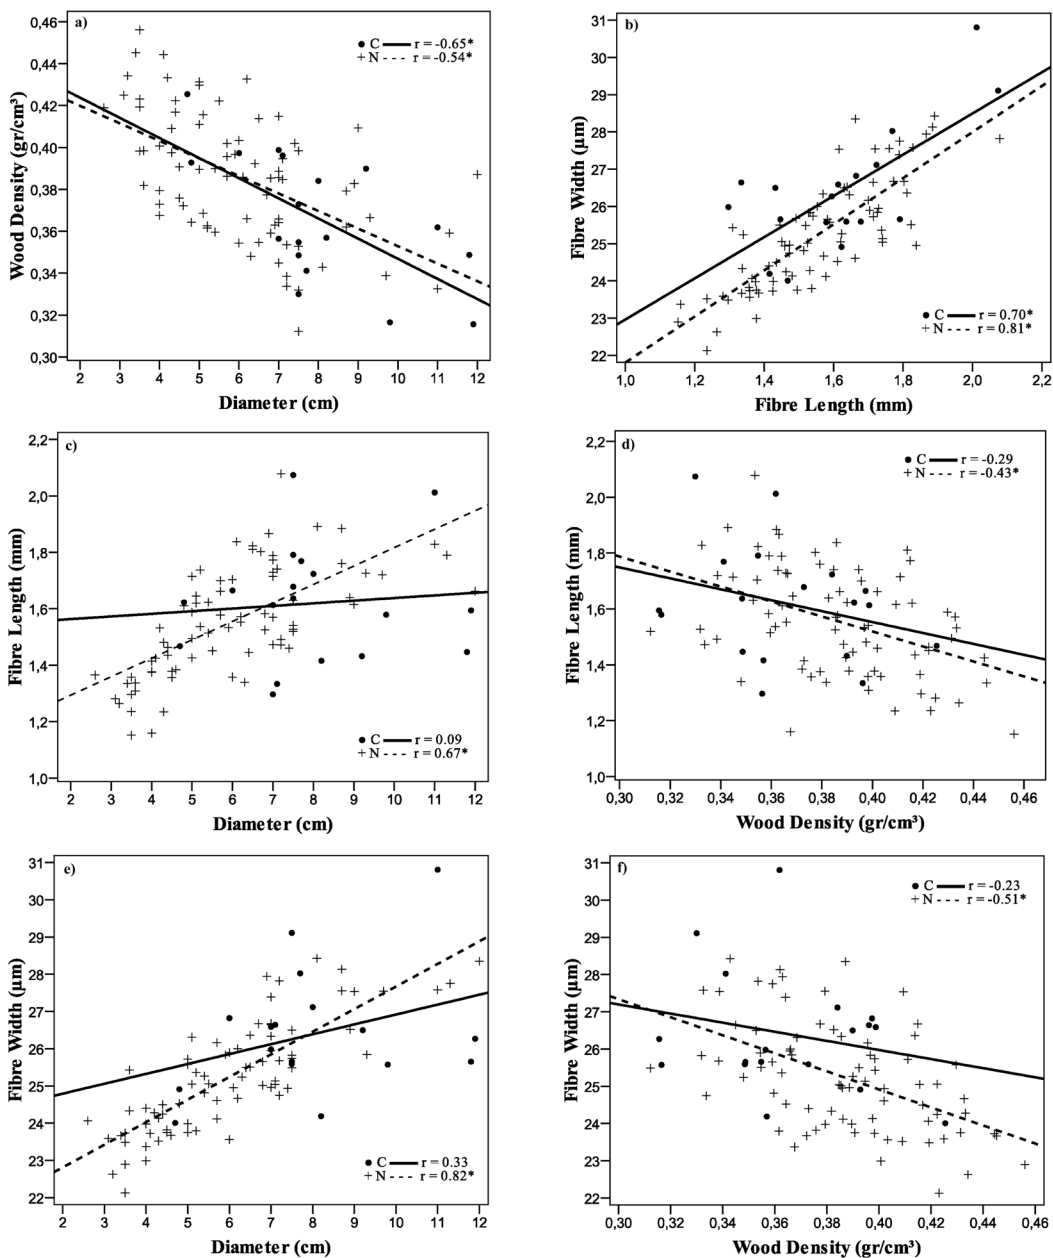 a)
C r = -0.65*
N r = -0.54*
0,46
0,44
0,42
0,40
0,38
0,36
0,34
0,32
0,30
Wood Density (gr/cm³)
2 3 4 5 6 7 8 9 10 11 12
Diameter (cm)
b)
C r = 0.70*
N r = 0.81*
31
30
29
28
27
26
25
24
23
22
Fibre Width (µm)
1,0 1,2 1,4 1,6 1,8 2,0 2,2
Fibre Length (mm)
c)
C r = 0.09
N r = 0.67*
2,2
2,0
1,8
1,6
1,4
1,2
1,0
Fibre Length (mm)
2 3 4 5 6 7 8 9 10 11 12
Diameter (cm)
d)
C r = -0.29
N r = -0.43*
2,2
2,0
1,8
1,6
1,4
1,2
1,0
Fibre Length (mm)
0,30 0,34 0,36 0,38 0,40 0,42 0,44 0,46
Wood Density (gr/cm³)
e)
C r = 0.33
N r = 0.82*
31
30
29
28
27
26
25
24
23
22
Fibre Width (µm)
2 3 4 5 6 7 8 9 10 11 12
Diameter (cm)
f)
C r = -0.23
N r = -0.51*
31
30
29
28
27
26
25
24
23
22
Fibre Width (µm)
0,30 0,32 0,34 0,36 0,38 0,40 0,42 0,44 0,46
Wood Density (gr/cm³)